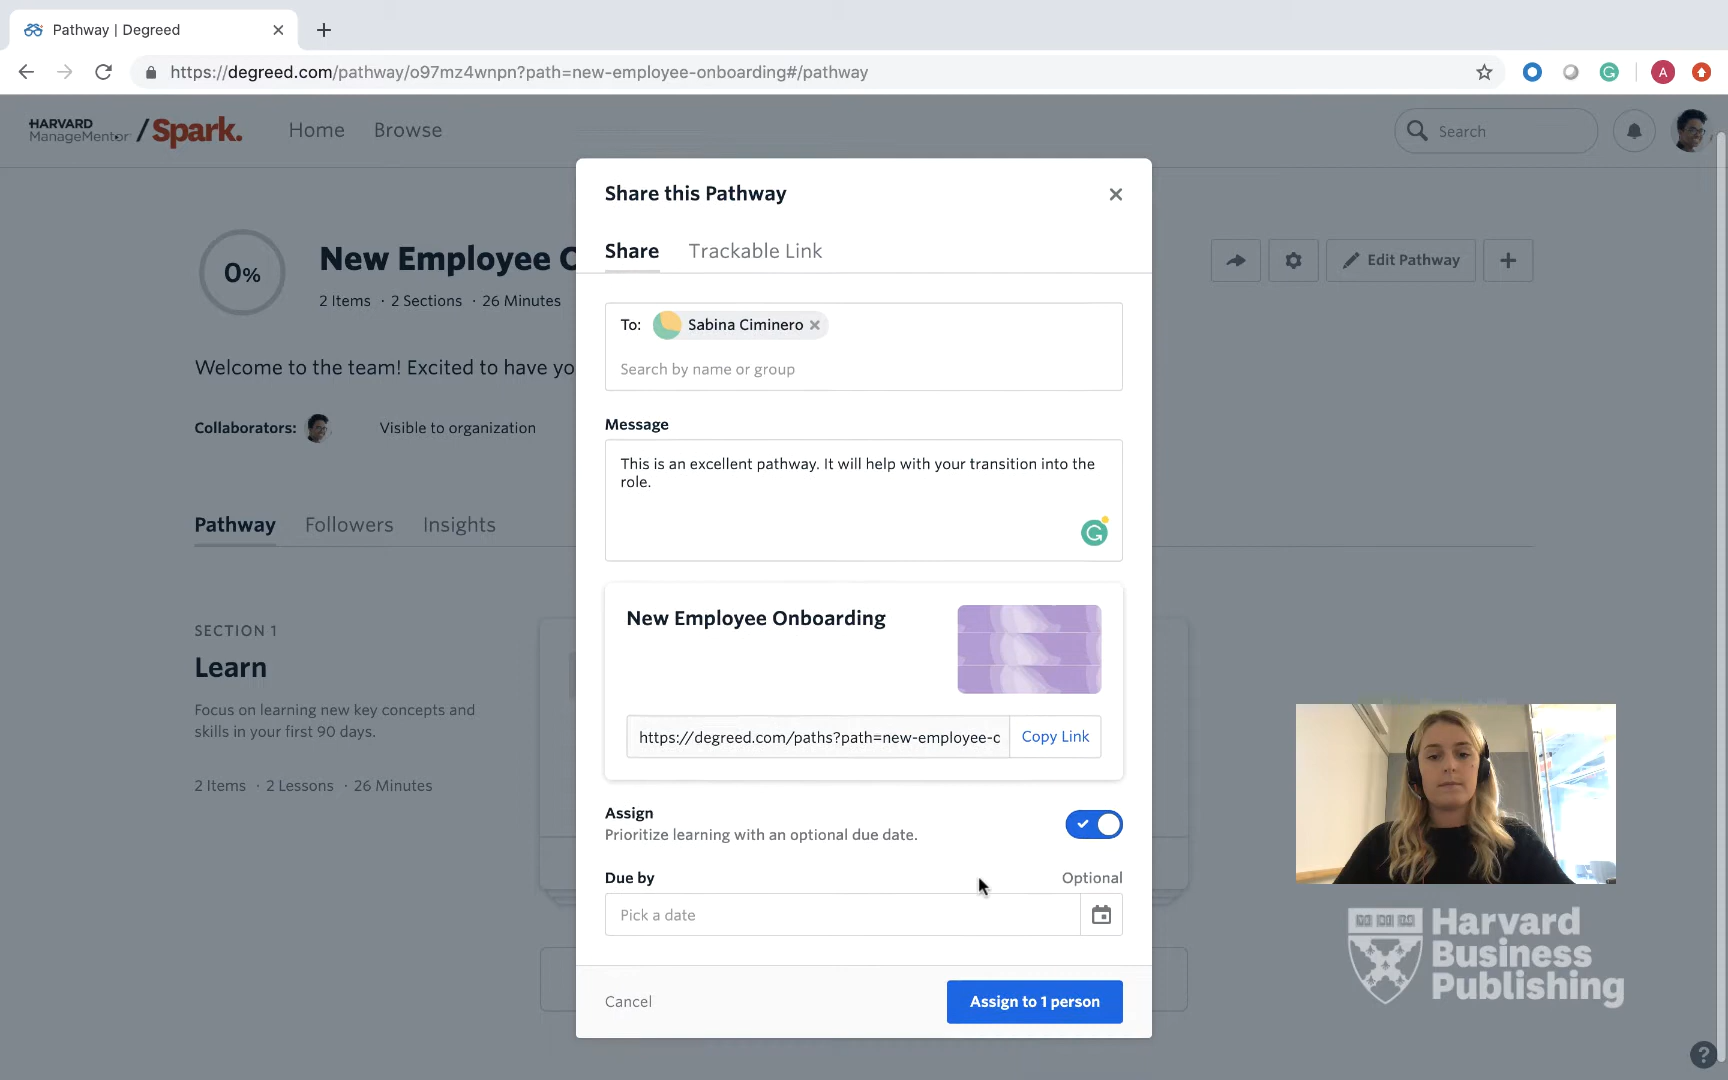 Pathway | Degreed
https://degreed.com/pathway/o97mz4wnpn?path=new-employee-onboarding#/pathway
A
HARVARD
ManageMentor
/ Spark.
Home
Browse
Search
Share this Pathway
Share
Trackable Link
0%
New Employee O
2 Items · 2 Sections · 26 Minutes
Edit Pathway
To: Sabina Ciminero
Search by name or group
Welcome to the team! Excited to have yo
Collaborators:
Visible to organization
Message
This is an excellent pathway. It will help with your transition into the
role.
Pathway
Followers
Insights
New Employee Onboarding
https://degreed.com/paths?path=new-employee-c
Copy Link
SECTION 1
Learn
Focus on learning new key concepts and
skills in your first 90 days.
2 Items · 2 Lessons · 26 Minutes
Assign
Prioritize learning with an optional due date.
Due by
Optional
Pick a date
Cancel
Assign to 1 person
Harvard
Business
Publishing
?